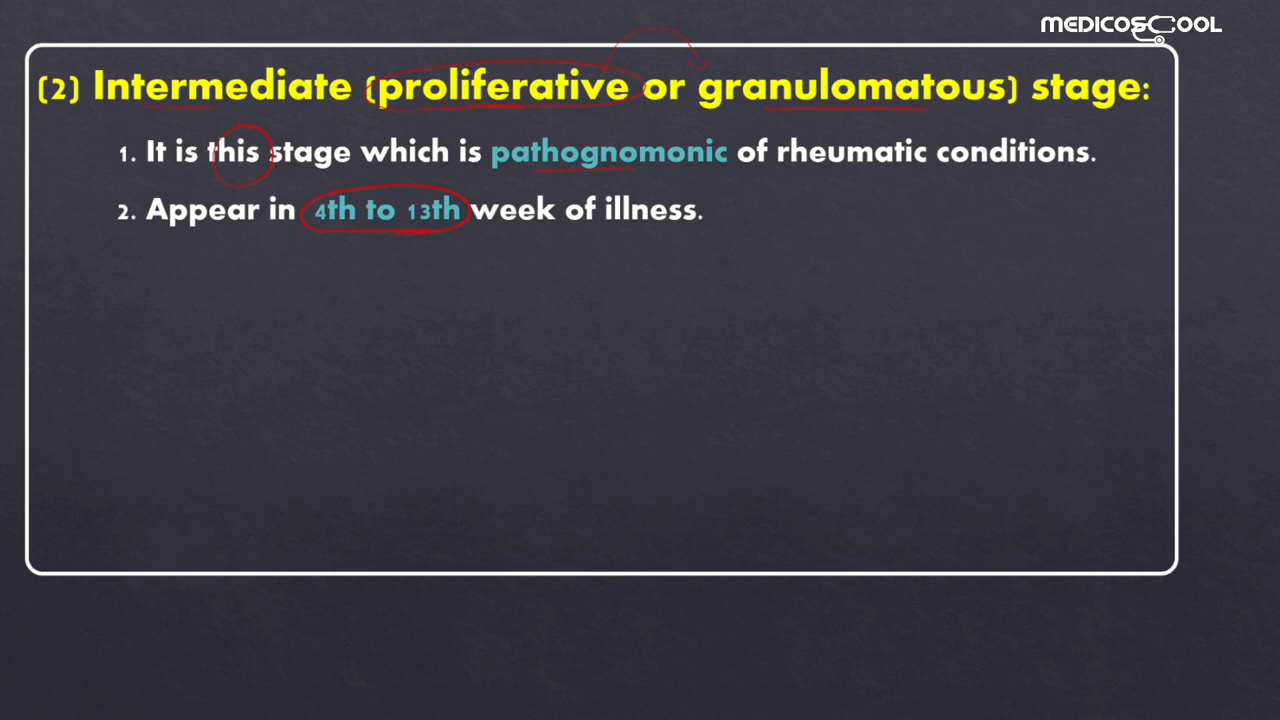 MEDICOSCOOL
(2) Intermediate (proliferative or granulomatous) stage:
1. It is this stage which is pathognomonic of rheumatic conditions.
2. Appear in 4th to 13th week of illness.